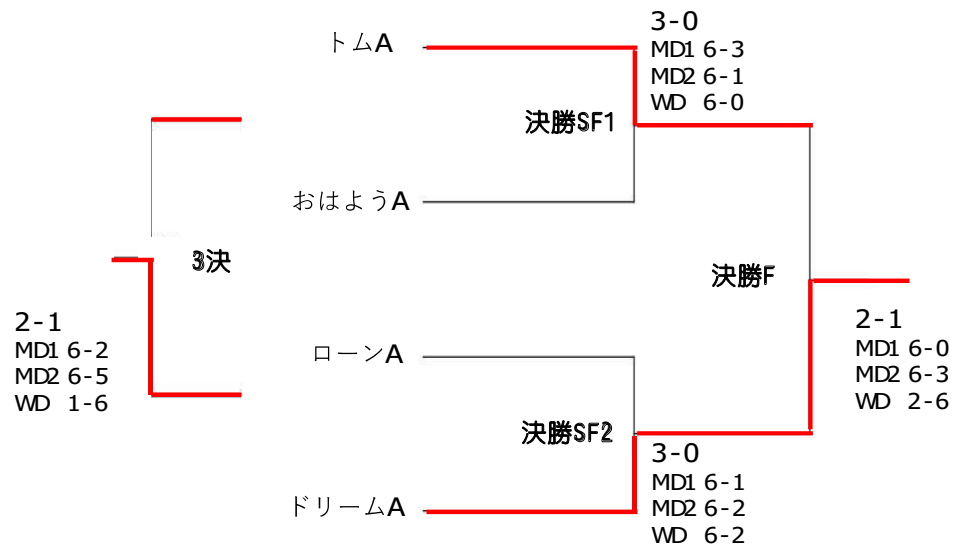 トムA
3-0
MD1 6-3
MD2 6-1
WD 6-0
決勝SF1
おはようA
3決
決勝F
2-1
MD1 6-2
MD2 6-5
WD 1-6
ローンA
2-1
MD1 6-0
MD2 6-3
WD 2-6
決勝SF2
3-0
MD1 6-1
MD2 6-2
WD 6-2
ドリームA